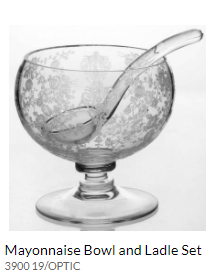 Mayonnaise Bowl and Ladle Set
3900 19/OPTIC